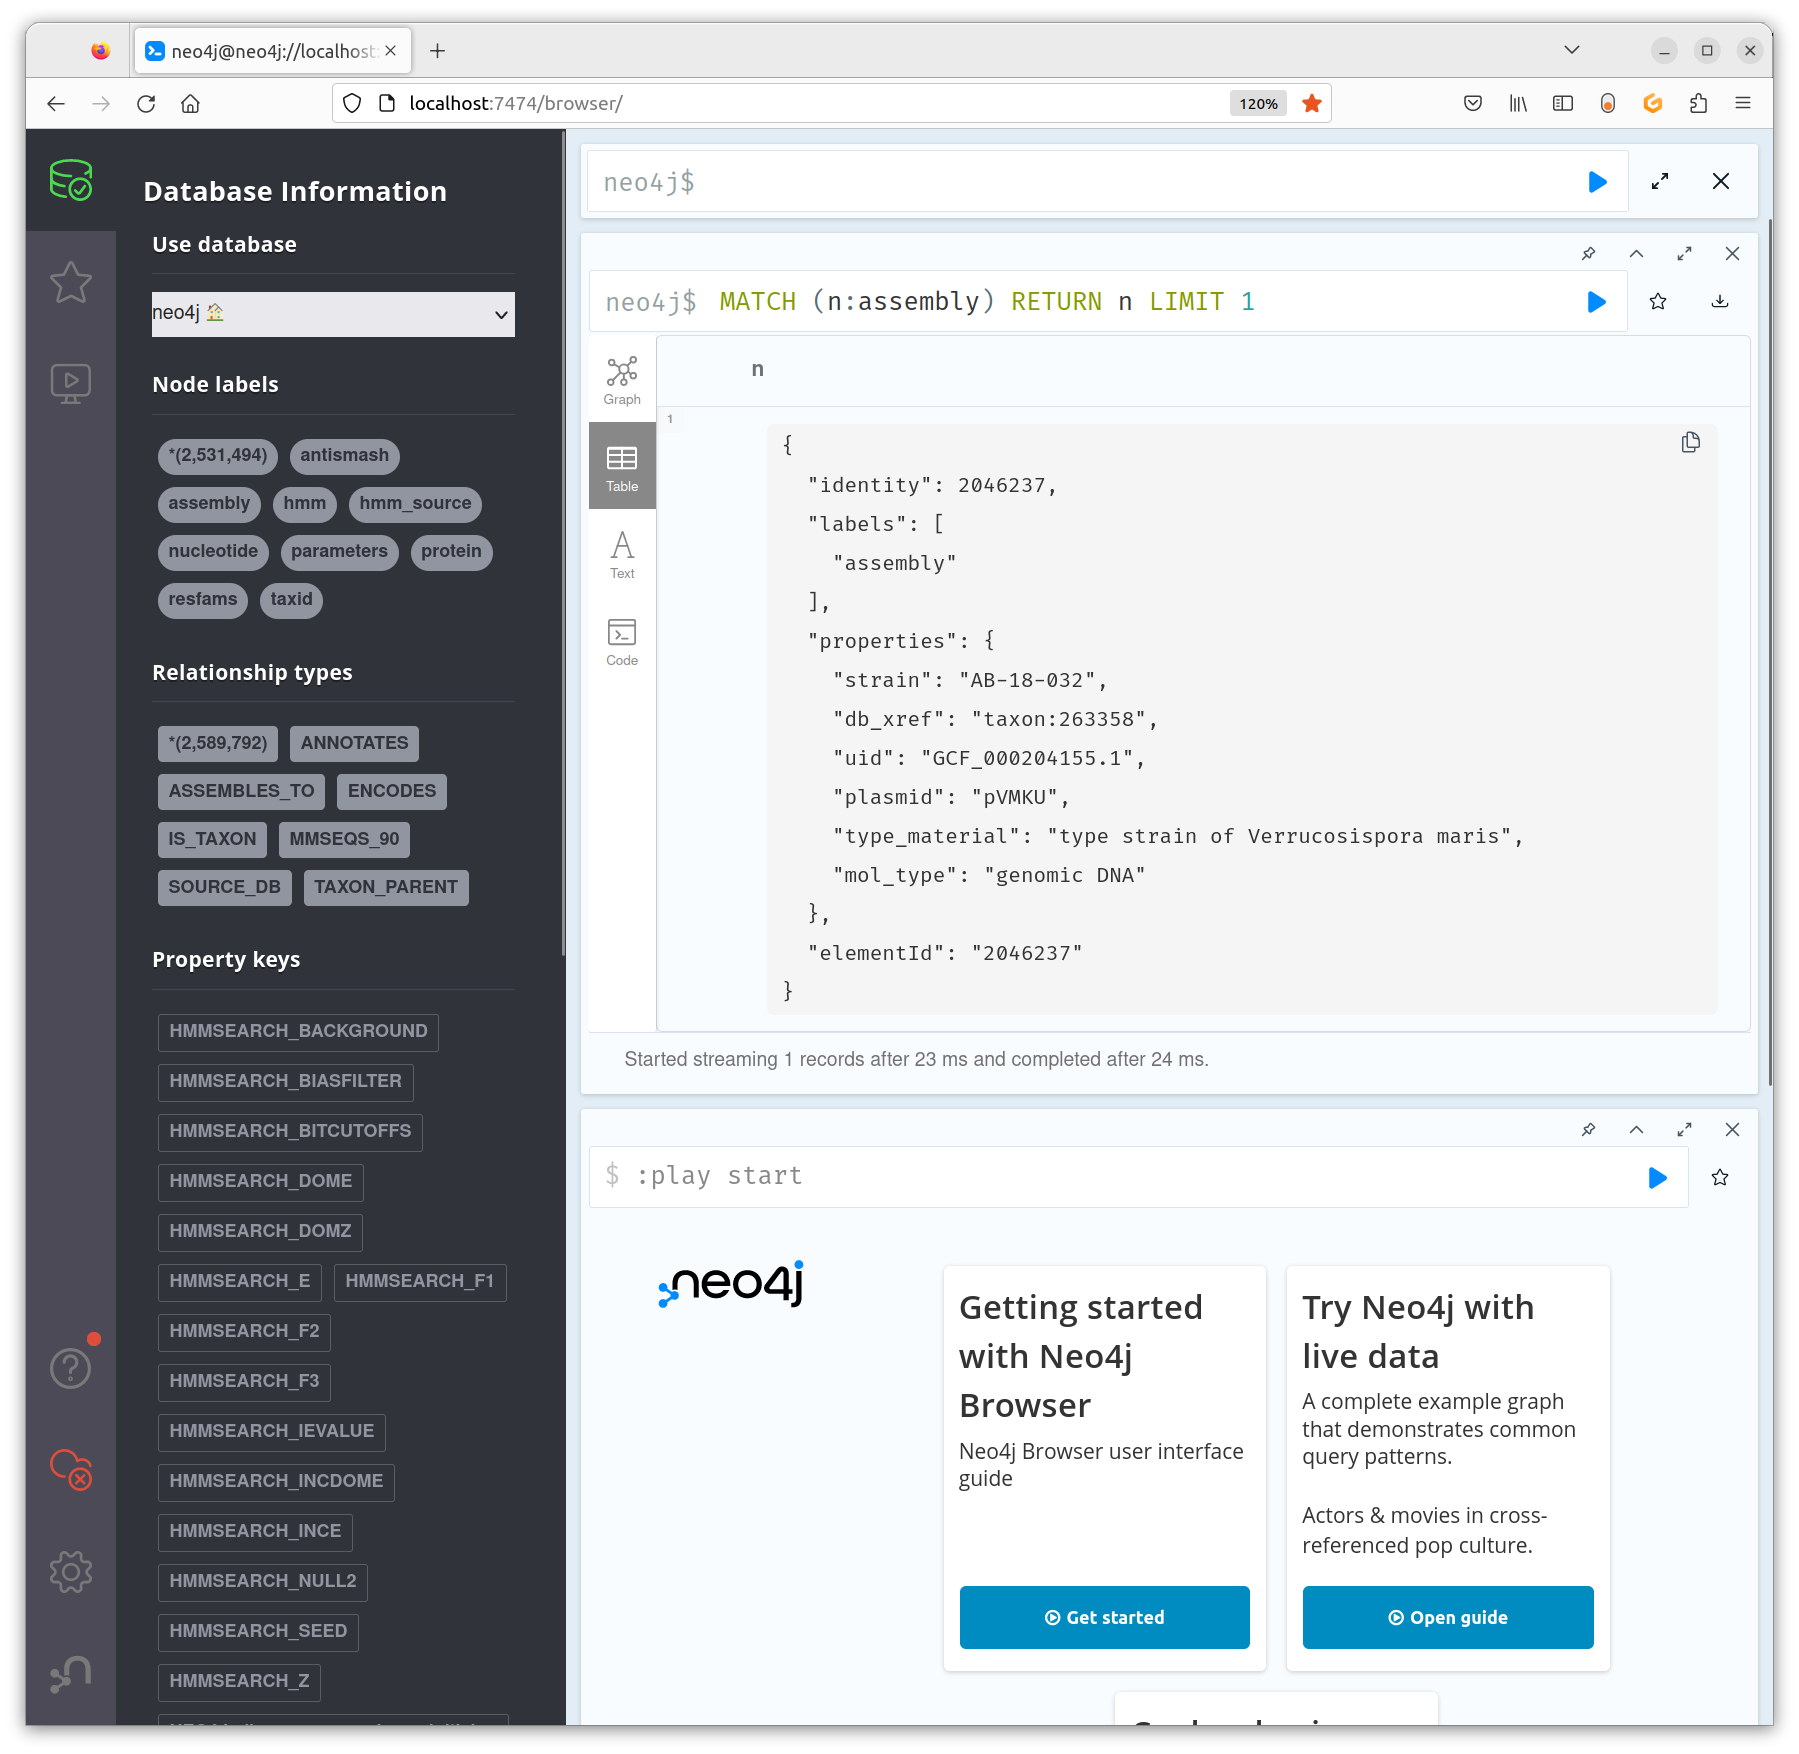 neo4j@neo4j://localhost:
localhost:7474/browser/
120%
Database Information
Use database
neo4j
Node labels
*(2,531,494) antismash
assembly hmm hmm_source
nucleotide parameters protein
resfams taxid
Relationship types
*(2,589,792) ANNOTATES
ASSEMBLES_TO ENCODES
IS_TAXON MMSEQS_90
SOURCE_DB TAXON_PARENT
Property keys
HMMSEARCH_BACKGROUND
HMMSEARCH_BIASFILTER
HMMSEARCH_BITCUTOFFS
HMMSEARCH_DOME
HMMSEARCH_DOMZ
HMMSEARCH_E HMMSEARCH_F1
HMMSEARCH_F2
HMMSEARCH_F3
HMMSEARCH_IEVALUE
HMMSEARCH_INCDOME
HMMSEARCH_INCE
HMMSEARCH_NULL2
HMMSEARCH_SEED
HMMSEARCH_Z
neo4j$
neo4j$ MATCH (n:assembly) RETURN n LIMIT 1
Graph
Table
Text
Code
n
1
{
"identity": 2046237,
"labels": [
"assembly"
],
"properties": {
"strain": "AB-18-032",
"db_xref": "taxon:263358",
"uid": "GCF_000204155.1",
"plasmid": "pVMKU",
"type_material": "type strain of Verrucosispora maris",
"mol_type": "genomic DNA"
},
"elementId": "2046237"
}
Started streaming 1 records after 23 ms and completed after 24 ms.
$ :play start
neo4j
Getting started
with Neo4j
Browser
Neo4j Browser user interface
guide
Get started
Try Neo4j with
live data
A complete example graph
that demonstrates common
query patterns.
Actors & movies in cross-
referenced pop culture.
Open guide